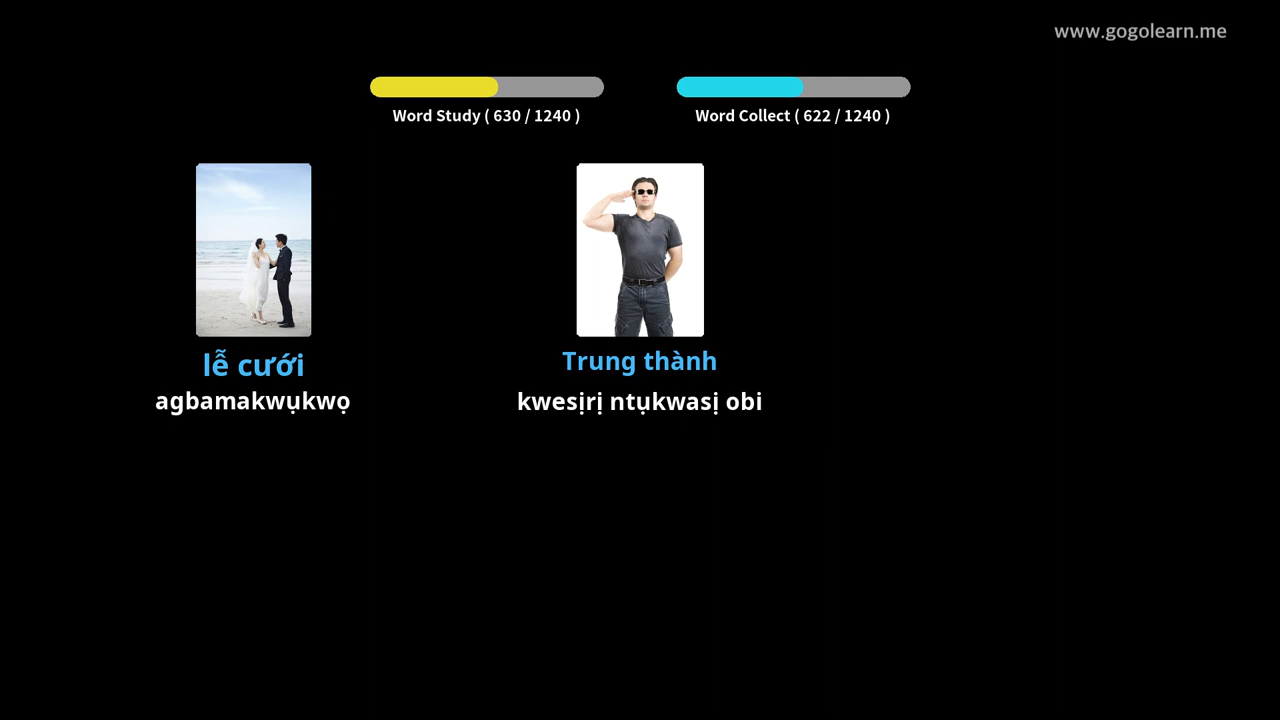 www.gogolearn.me
Word Study ( 630 / 1240 )
Word Collect ( 622 / 1240 )
lễ cưới
agbamakwụkwọ
Trung thành
kwesịrị ntụkwasị obi